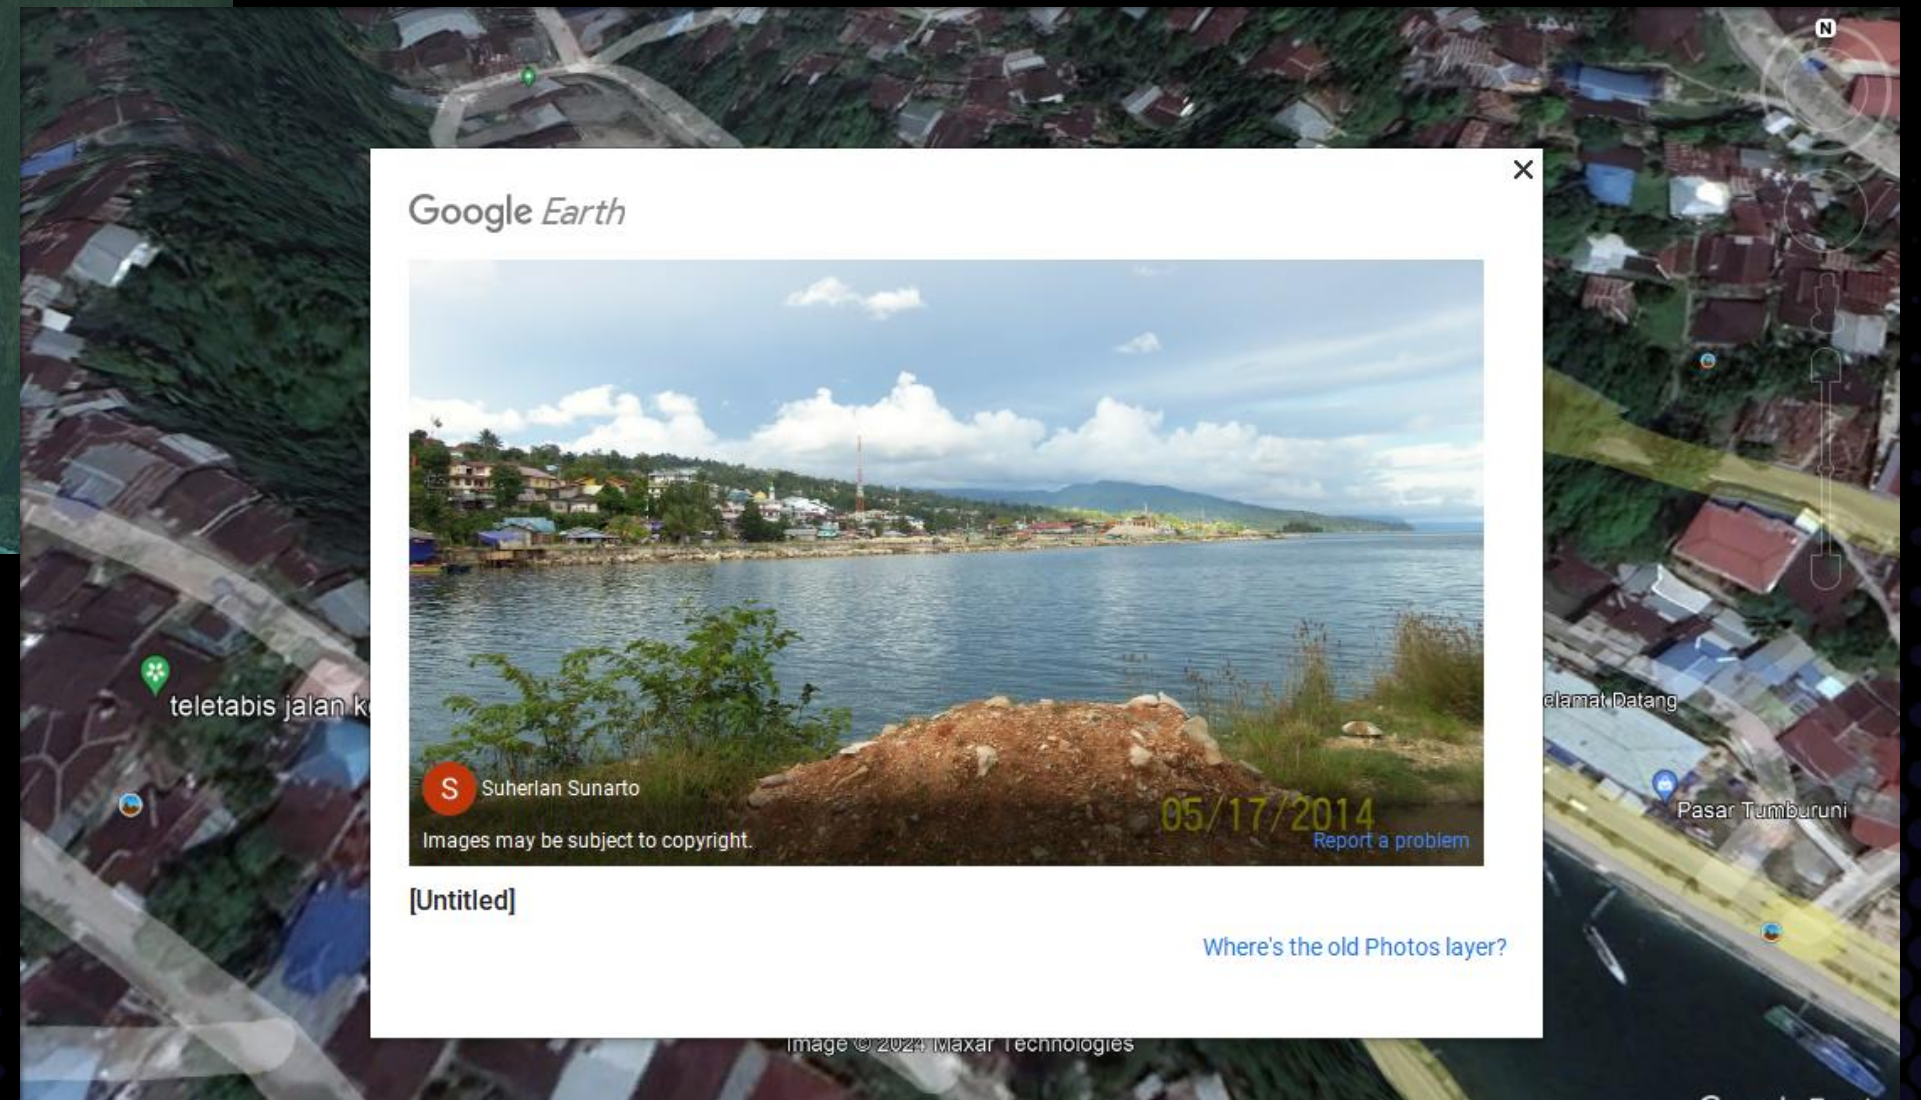 N
Google Earth
teletabis jalan k
elamat Datang
S
Suherlan Sunarto
05/17/2014
Images may be subject to copyright.
Report a problem
Pasar Tumburuni
[Untitled]
Where's the old Photos layer?
Image © 2024 Maxar Technologies